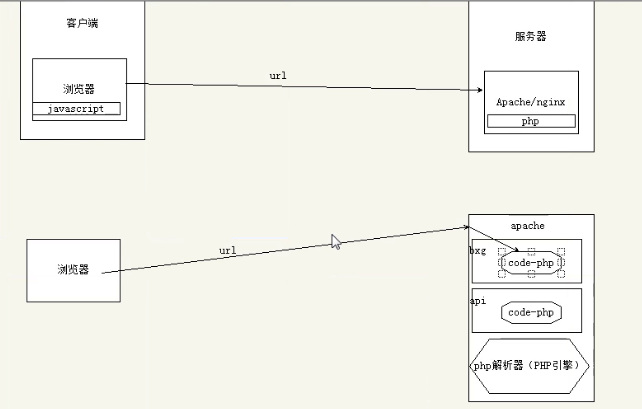 客户端
服务器
浏览器
javascript
url
Apache/nginx
php
浏览器
url
apache
bxg
code-php
api
code-php
php解析器（PHP引擎）